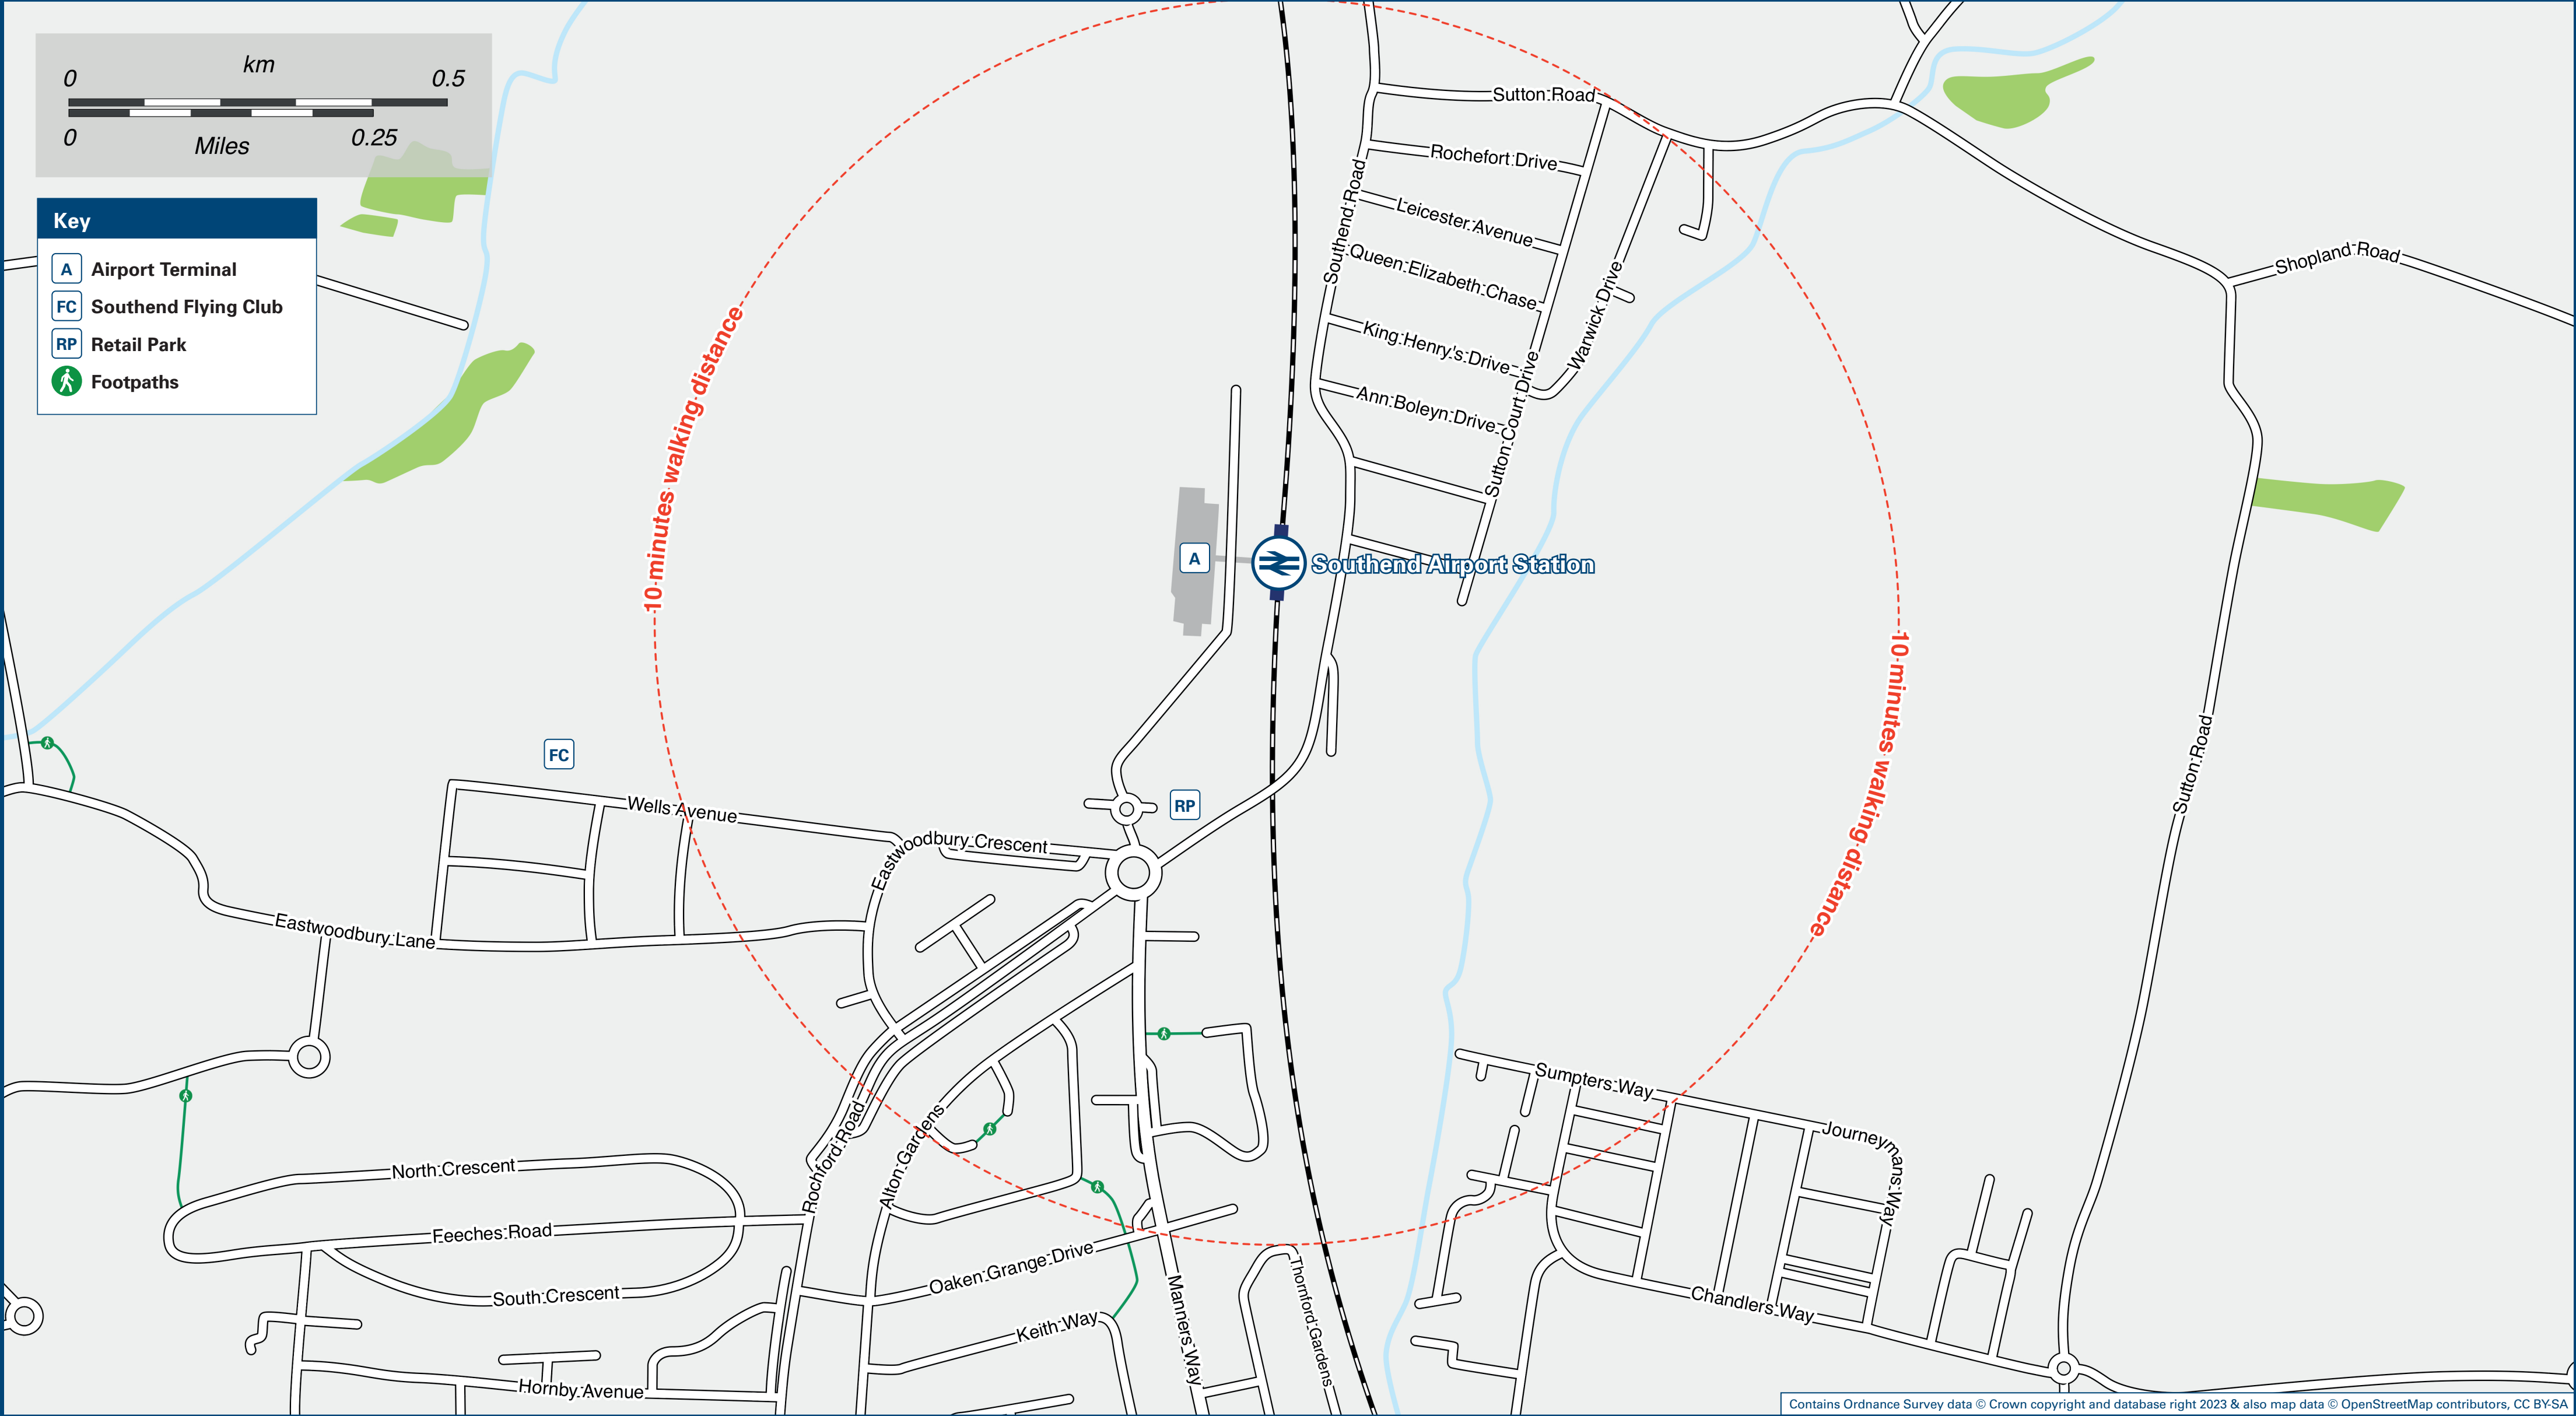 km
0 0.5
0 0.25
Miles
Key
A Airport Terminal
FC Southend Flying Club
RP Retail Park
Footpaths
Sutton Road
Rochefort Drive
Southend Road
Leicester Avenue
Queen Elizabeth Chase
Shopland Road
Warwick Drive
King Henry's Drive
Ann Boleyn Drive
Sutton Court Drive
10 minutes walking distance
A
Southend Airport Station
10 minutes walking distance
FC
RP
Sutton Road
Wells Avenue
Eastwoodbury Crescent
Eastwoodbury Lane
Sumpters Way
Journeymans Way
Rochford Road
Alton Gardens
North Crescent
Feeches Road
South Crescent
Oaken Grange Drive
Keith Way
Manners Way
Thornford Gardens
Chandlers Way
Hornby Avenue
Contains Ordnance Survey data © Crown copyright and database right 2023 & also map data © OpenStreetMap contributors, CC BY-SA